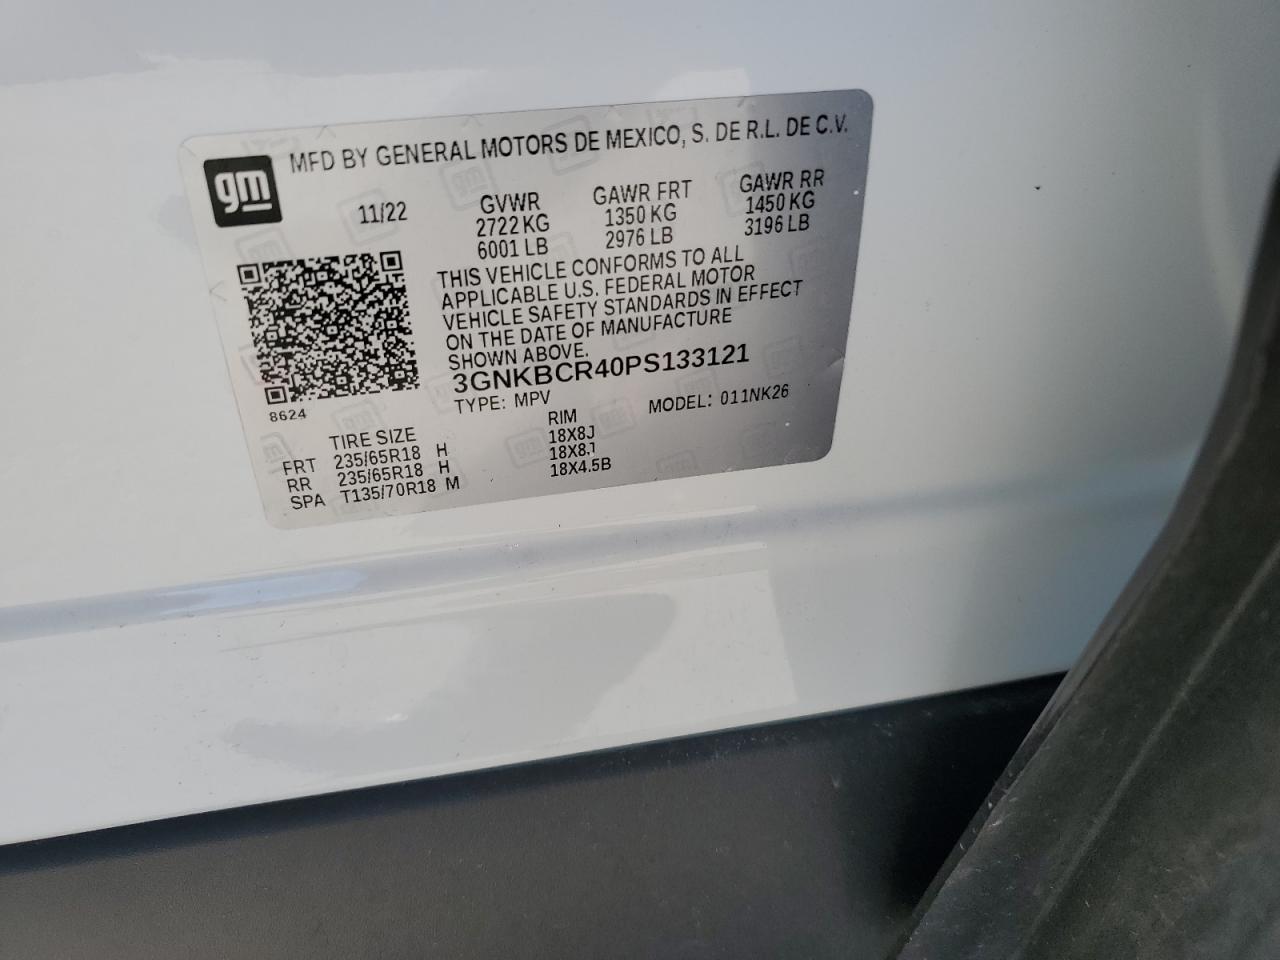 gm
MFD BY GENERAL MOTORS DE MEXICO, S. DE R.L. DE C.V.
11/22
GVWR GAWR FRT GAWR RR
2722 KG 1350 KG 1450 KG
6001 LB 2976 LB 3196 LB
THIS VEHICLE CONFORMS TO ALL
APPLICABLE U.S. FEDERAL MOTOR
VEHICLE SAFETY STANDARDS IN EFFECT
ON THE DATE OF MANUFACTURE
SHOWN ABOVE.
3GNKBCR40PS133121
8624
TYPE: MPV MODEL: 011NK26
TIRE SIZE RIM
FRT 235/65R18 H 18X8J
RR 235/65R18 H 18X8J
SPA T135/70R18 M 18X4.5B